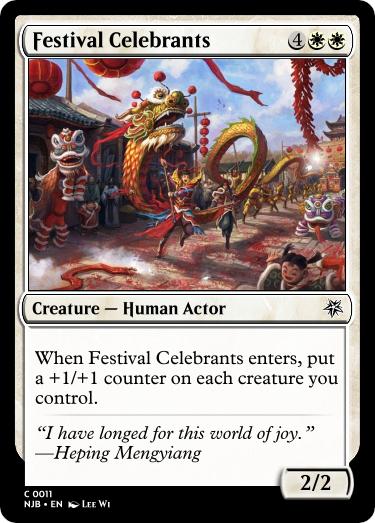 Festival Celebrants 4
Creature — Human Actor
When Festival Celebrants enters, put
a +1/+1 counter on each creature you
control.
“I have longed for this world of joy.”
—Heping Mengyiang
2/2
C 0011
NJB • EN Lee Wi